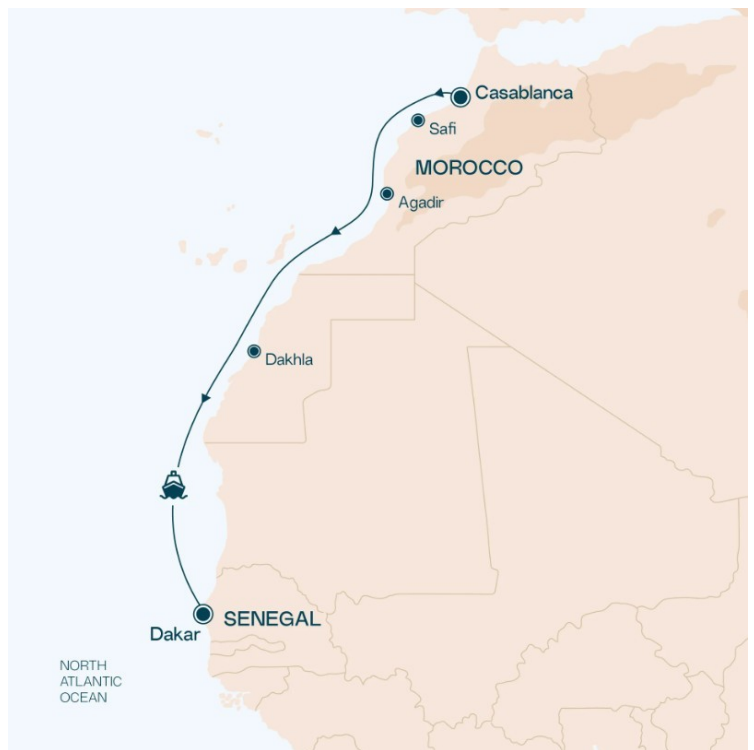 Casablanca
Safi
MOROCCO
Agadir
Dakhla
SENEGAL
Dakar
NORTH
ATLANTIC
OCEAN